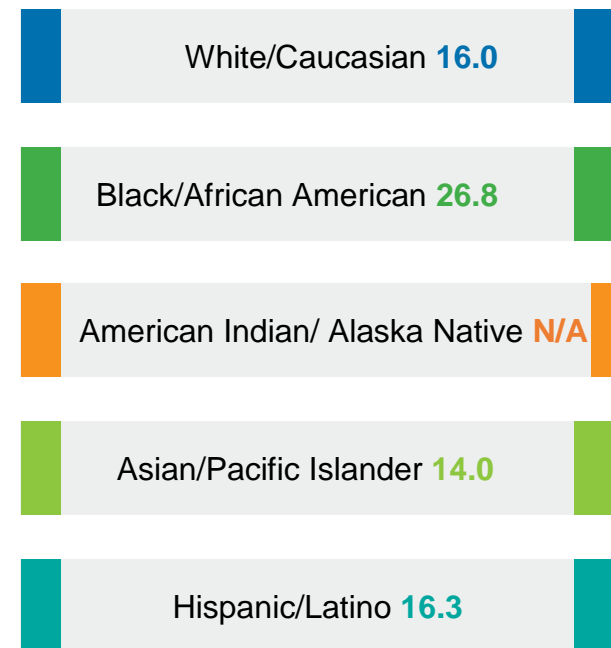 White/Caucasian 16.0
Black/African American 26.8
American Indian/ Alaska Native N/A
Asian/Pacific Islander 14.0
Hispanic/Latino 16.3